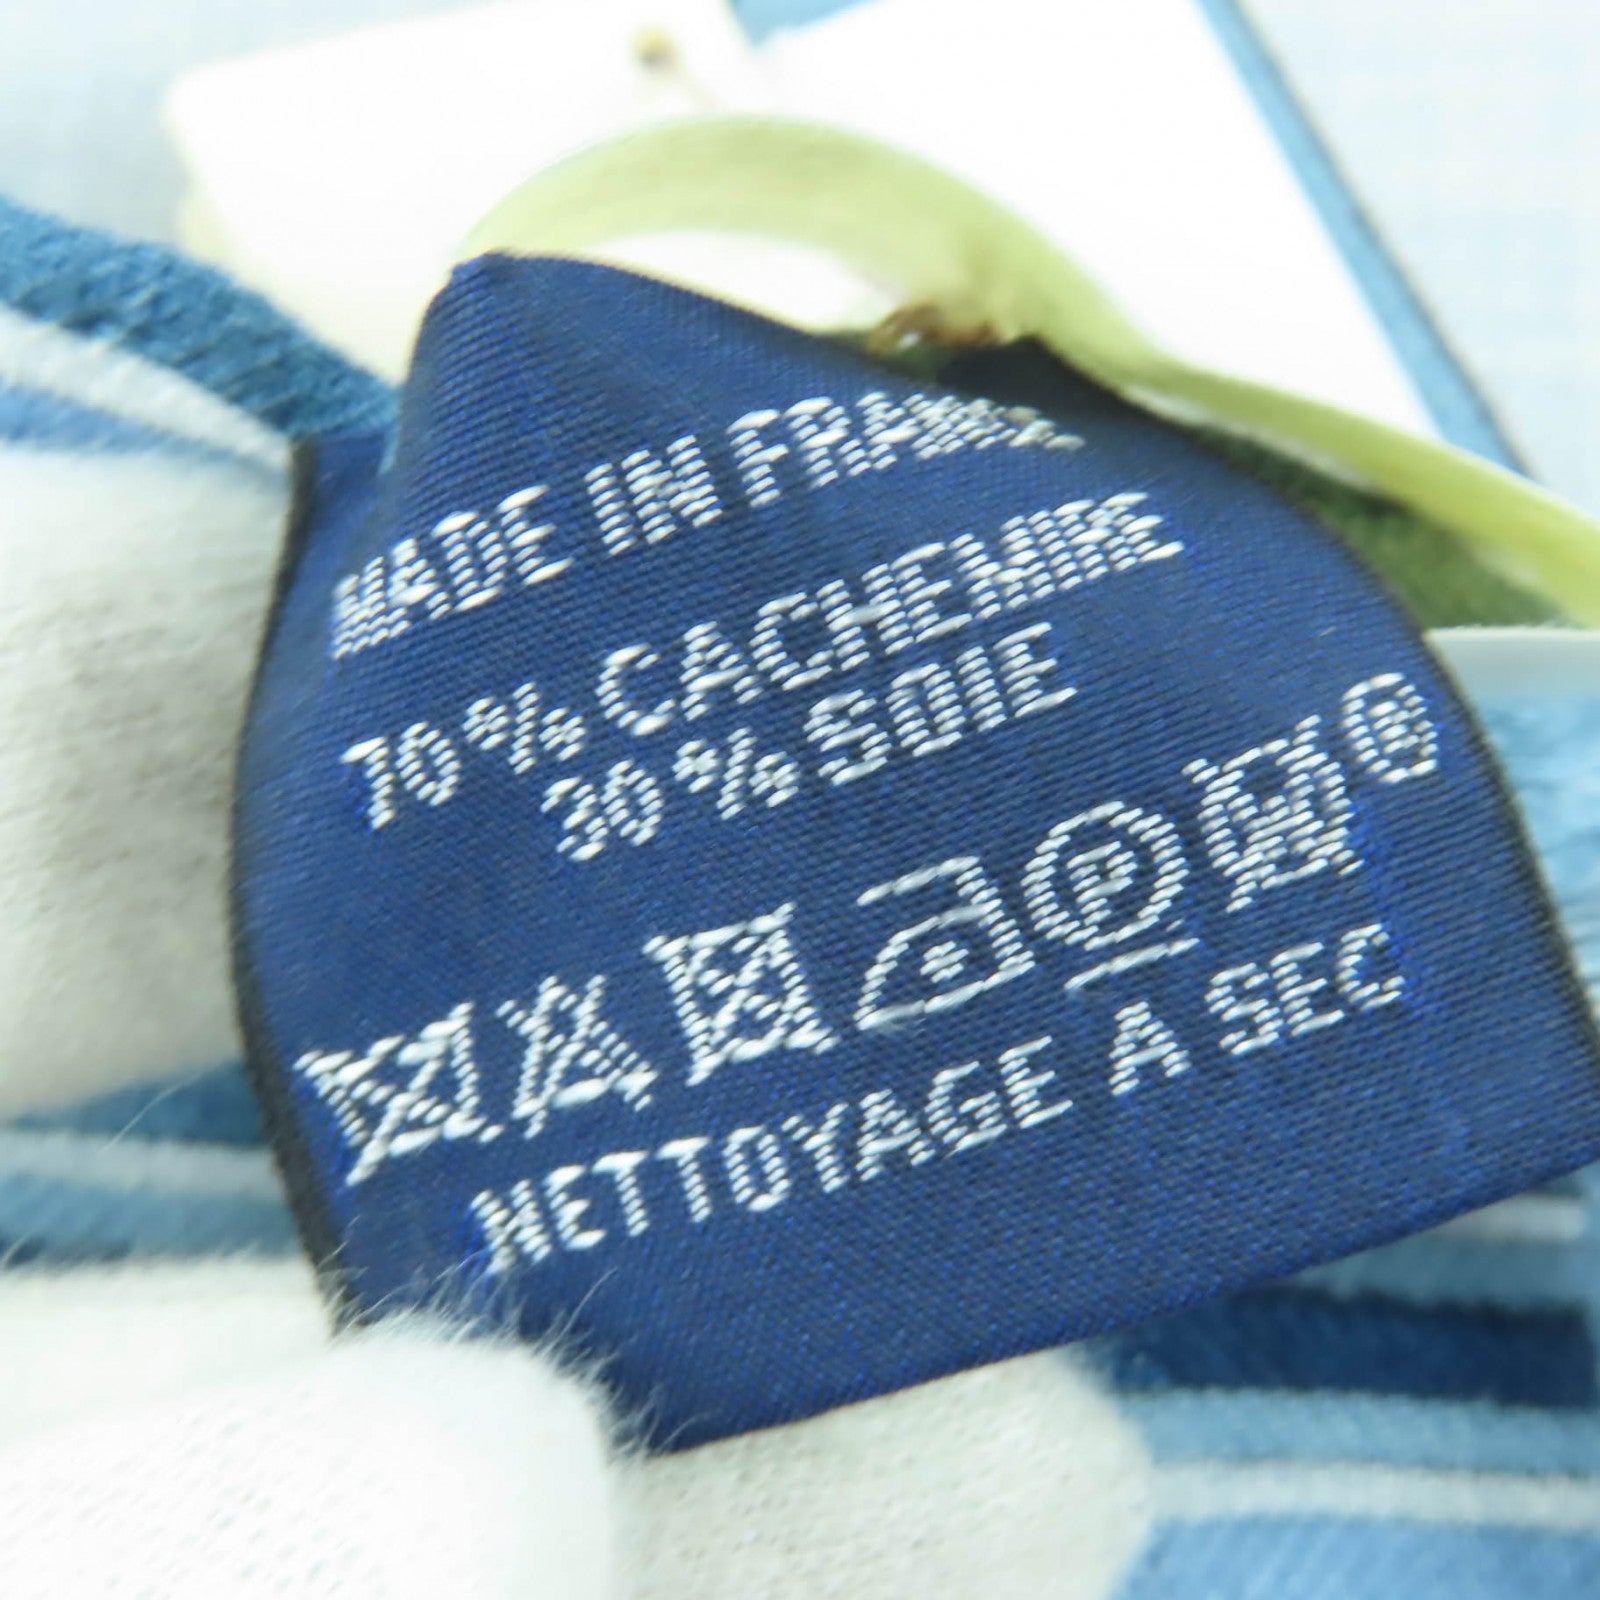 MADE IN FRANCE
70% CACHEMIRE
30% SOIE
P ®
NETTOYAGE A SEC